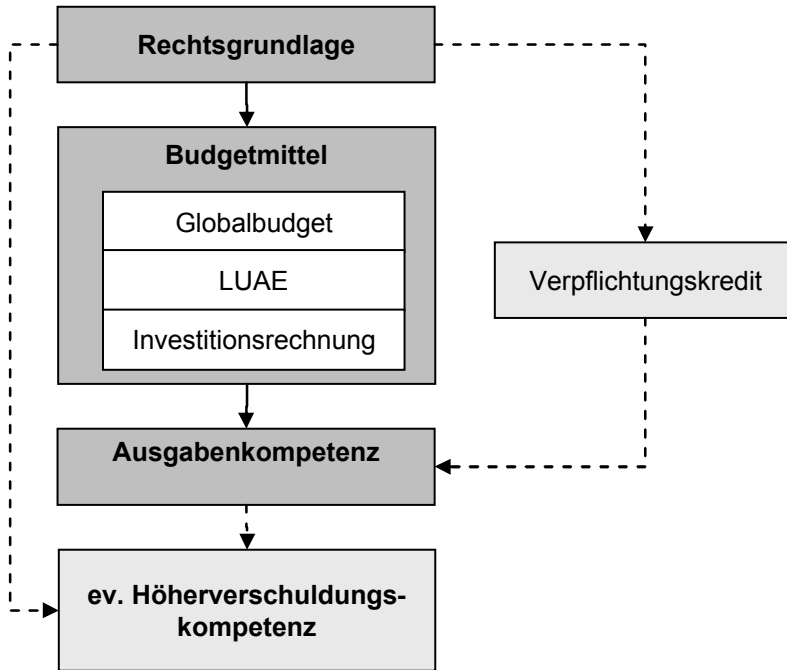 Rechtsgrundlage
Budgetmittel
Globalbudget
LUAE
Investitionsrechnung
Verpflichtungskredit
Ausgabenkompetenz
ev. Höherverschuldungs-
kompetenz